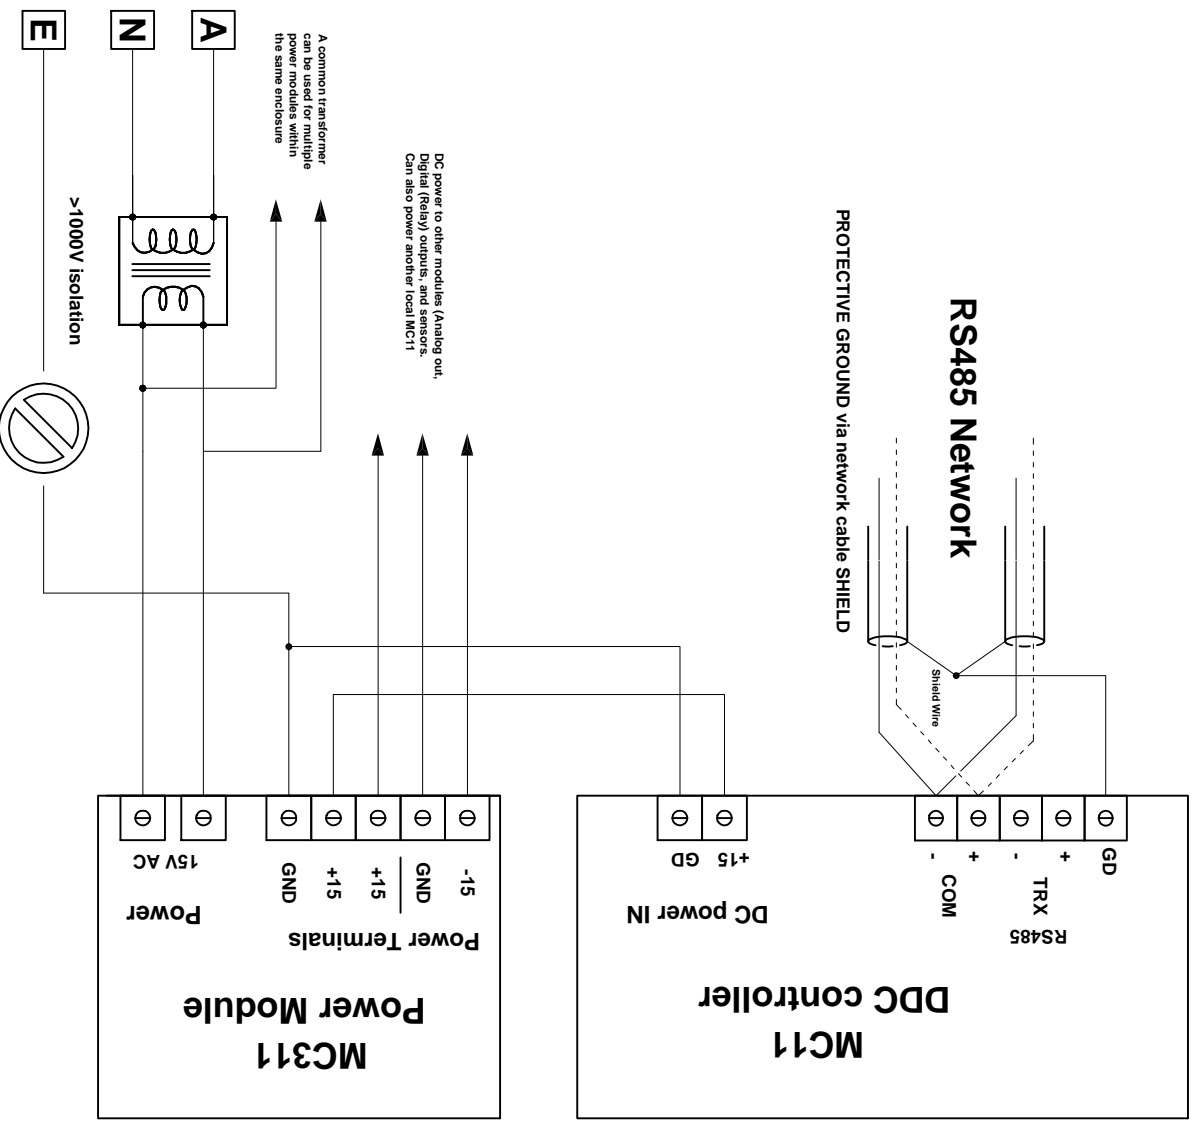 E
N
A
A common transformer
can be used for multiple
power modules within
the same enclosure
>1000V isolation
DC power to other modules (Analog out,
Digital (Relay) outputs, and sensors.
Can also power another local MC11
RS485 Network
PROTECTIVE GROUND via network cable SHIELD
Shield Wire
15V AC
Power
GND
+15
+15
GND
-15
Power Terminals
Power Module
MC311
GD
+15
DC power IN
-
+
COM
-
+
TRX
GD
RS485
DDC controller
MC11